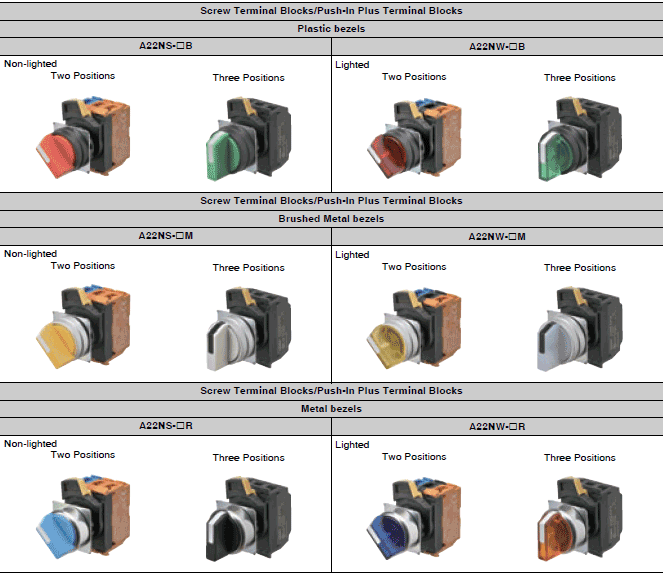 Screw Terminal Blocks/Push-In Plus Terminal Blocks
Plastic bezels
A22NS-□B
A22NW-□B
Non-lighted
Two Positions
Three Positions
Lighted
Two Positions
Three Positions
Screw Terminal Blocks/Push-In Plus Terminal Blocks
Brushed Metal bezels
A22NS-□M
A22NW-□M
Non-lighted
Two Positions
Three Positions
Lighted
Two Positions
Three Positions
Screw Terminal Blocks/Push-In Plus Terminal Blocks
Metal bezels
A22NS-□R
A22NW-□R
Non-lighted
Two Positions
Three Positions
Lighted
Two Positions
Three Positions